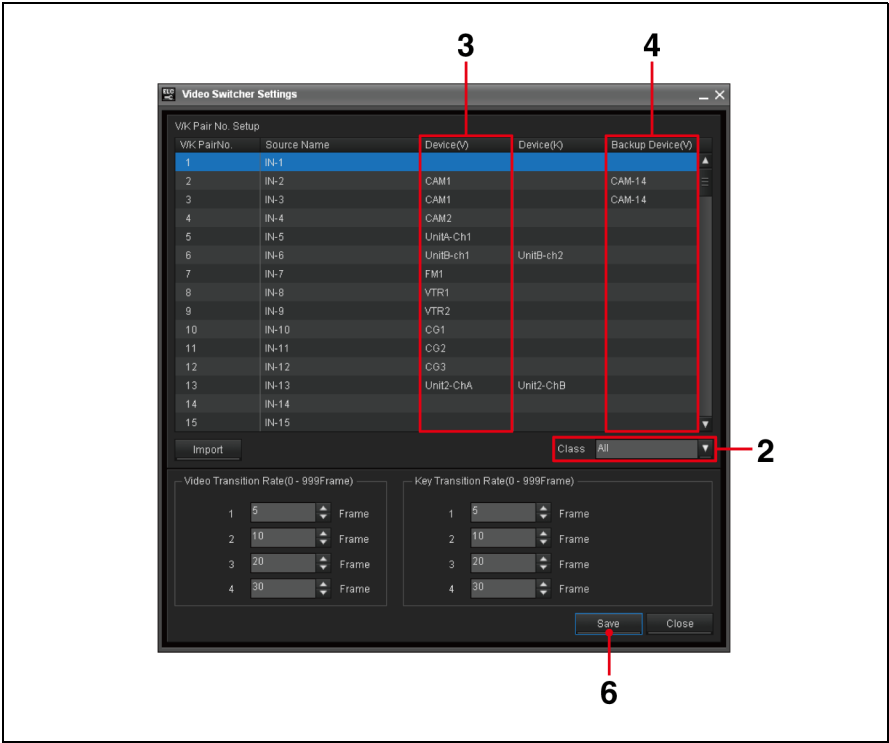 3 4
Video Switcher Settings
V/K Pair No. Setup
V/K PairNo. Source Name Device(V) Device(K) Backup Device(V)
1 IN-1
2 IN-2 CAM1 CAM-14
3 IN-3 CAM1 CAM-14
4 IN-4 CAM2
5 IN-5 UnitA-Ch1
6 IN-6 UnitB-ch1 UnitB-ch2
7 IN-7 FM1
8 IN-8 VTR1
9 IN-9 VTR2
10 IN-10 CG1
11 IN-11 CG2
12 IN-12 CG3
13 IN-13 Unit2-ChA Unit2-ChB
14 IN-14
15 IN-15
Import Class All 2
Video Transition Rate(0 - 999Frame) Key Transition Rate(0 - 999Frame)
1 5 Frame 1 5 Frame
2 10 Frame 2 10 Frame
3 20 Frame 3 20 Frame
4 30 Frame 4 30 Frame
Save Close
6